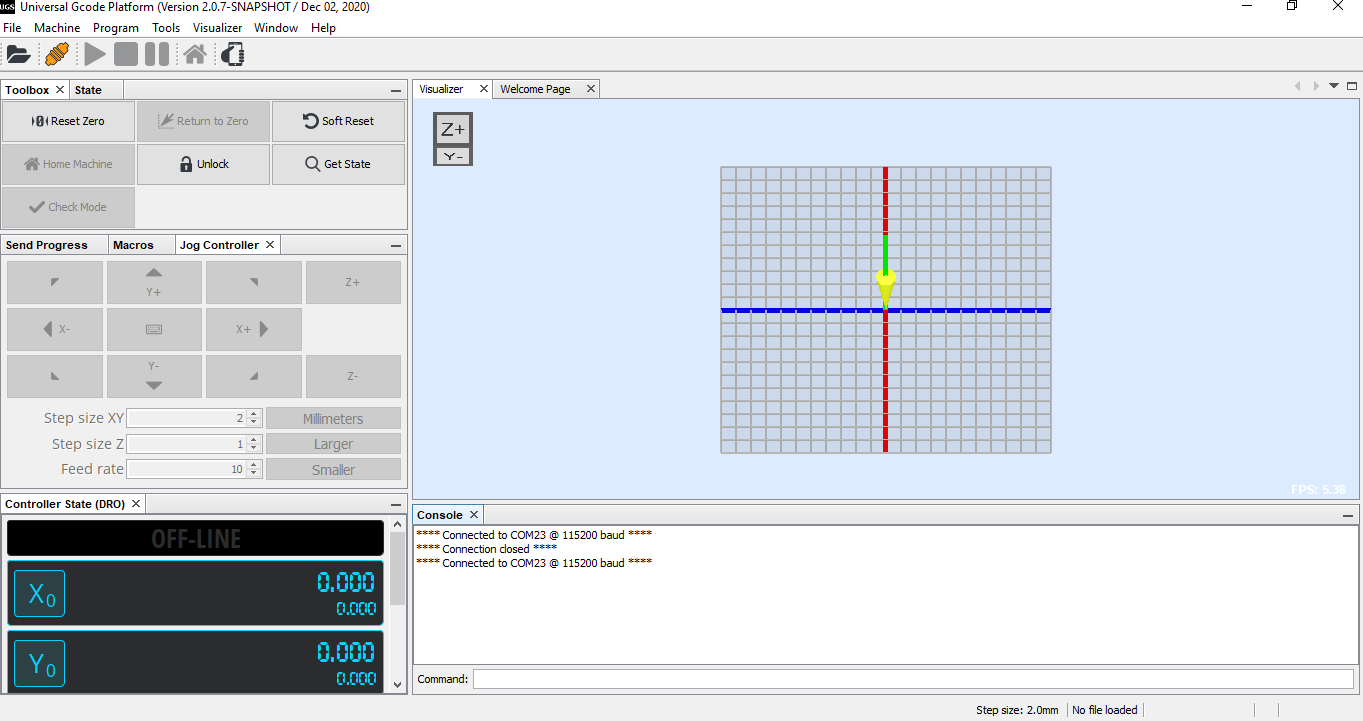 UGS Universal Gcode Platform (Version 2.0.7-SNAPSHOT / Dec 02, 2020)
File Machine Program Tools Visualizer Window Help
Toolbox State
Reset Zero Return to Zero Soft Reset
Home Machine Unlock Get State
Check Mode
Send Progress Macros Jog Controller
Y+ Z+
X- X+
Y- Z-
Step size XY 2 Millimeters
Step size Z 1 Larger
Feed rate 10 Smaller
Controller State (DRO)
OFF-LINE
X0 0.000
0.000
Y0 0.000
0.000
Visualizer Welcome Page
Z+
Y-
FPS: 5.38
Console
**** Connected to COM23 @ 115200 baud ****
**** Connection closed ****
**** Connected to COM23 @ 115200 baud ****
Command:
Step size: 2.0mm No file loaded